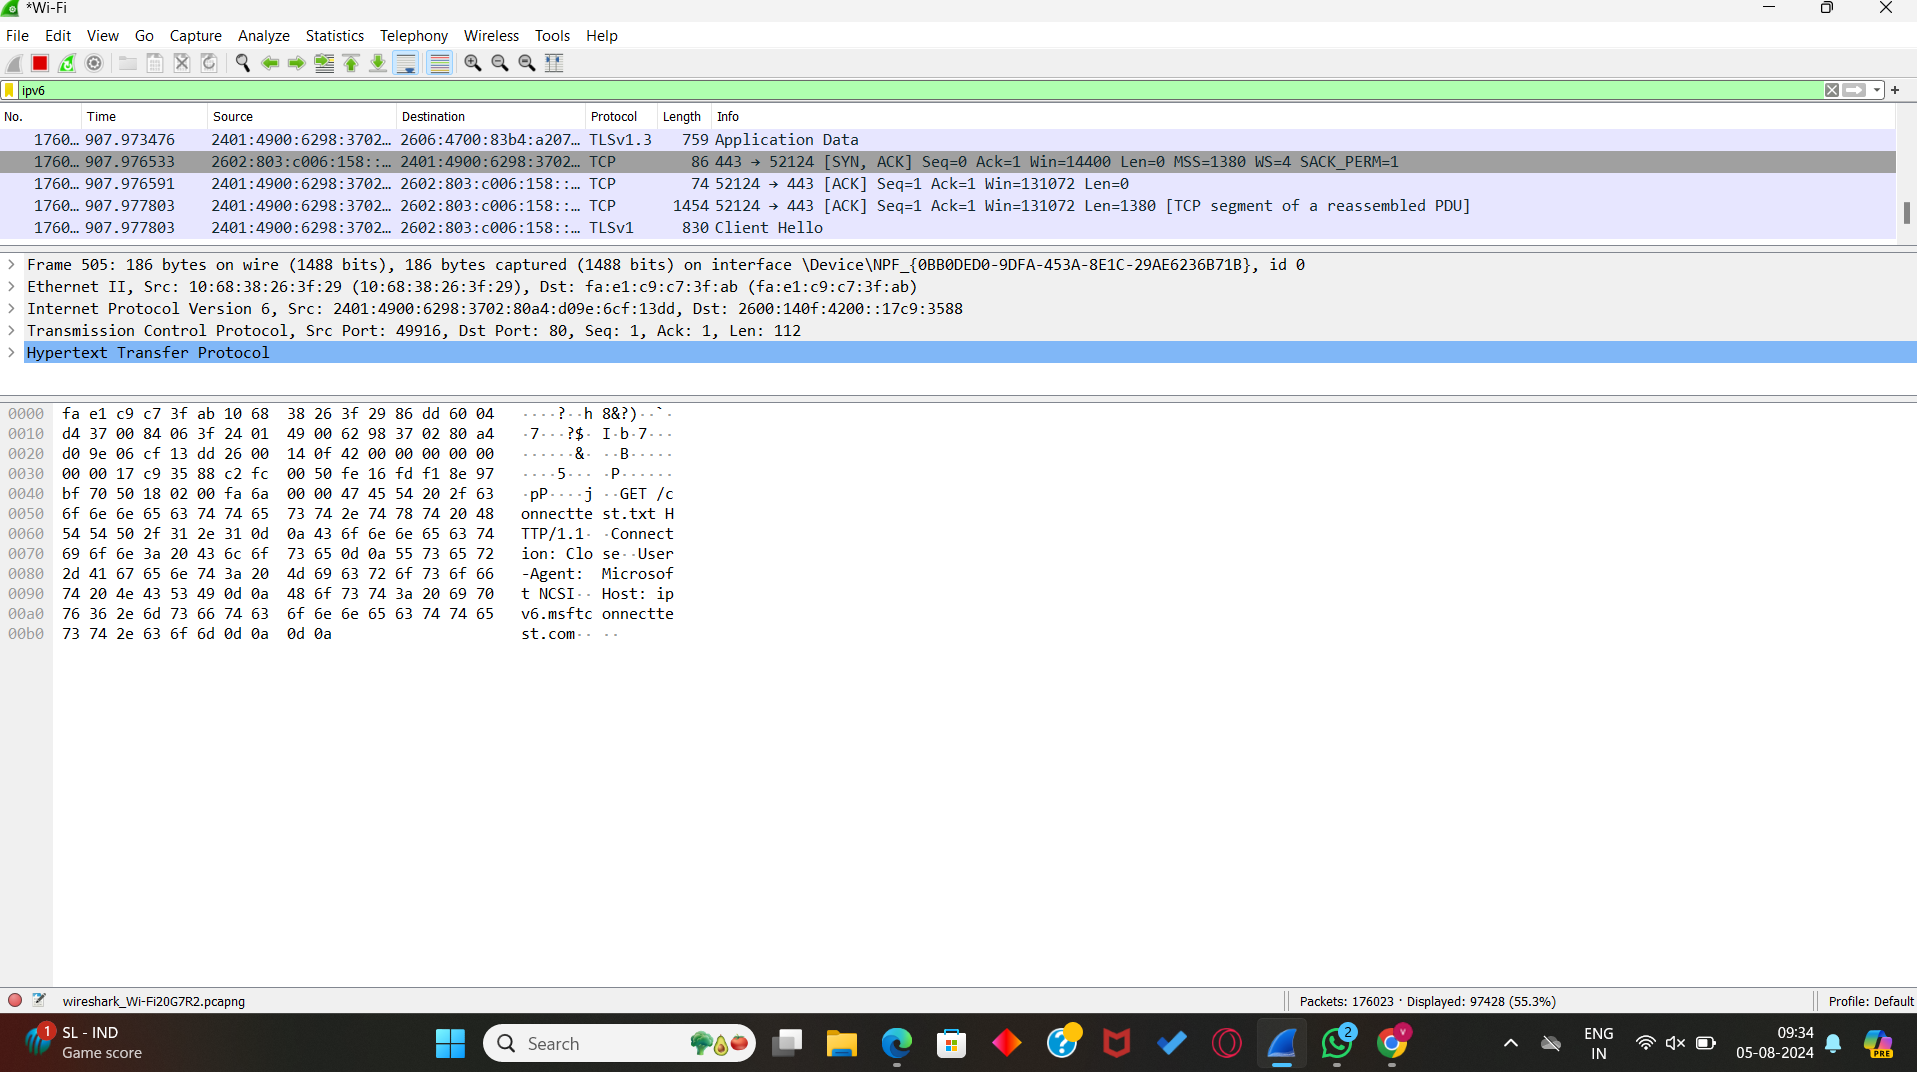 *Wi-Fi
File Edit View Go Capture Analyze Statistics Telephony Wireless Tools Help
ipv6
No. Time Source Destination Protocol Length Info
1760… 907.973476 2401:4900:6298:3702… 2606:4700:83b4:a207… TLSv1.3 759 Application Data
1760… 907.976533 2602:803:c006:158::… 2401:4900:6298:3702… TCP 86 443 → 52124 [SYN, ACK] Seq=0 Ack=1 Win=14400 Len=0 MSS=1380 WS=4 SACK_PERM=1
1760… 907.976591 2401:4900:6298:3702… 2602:803:c006:158::… TCP 74 52124 → 443 [ACK] Seq=1 Ack=1 Win=131072 Len=0
1760… 907.977803 2401:4900:6298:3702… 2602:803:c006:158::… TCP 1454 52124 → 443 [ACK] Seq=1 Ack=1 Win=131072 Len=1380 [TCP segment of a reassembled PDU]
1760… 907.977803 2401:4900:6298:3702… 2602:803:c006:158::… TLSv1 830 Client Hello
Frame 505: 186 bytes on wire (1488 bits), 186 bytes captured (1488 bits) on interface \Device\NPF_{0BB0DED0-9DFA-453A-8E1C-29AE6236B71B}, id 0
Ethernet II, Src: 10:68:38:26:3f:29 (10:68:38:26:3f:29), Dst: fa:e1:c9:c7:3f:ab (fa:e1:c9:c7:3f:ab)
Internet Protocol Version 6, Src: 2401:4900:6298:3702:80a4:d09e:6cf:13dd, Dst: 2600:140f:4200::17c9:3588
Transmission Control Protocol, Src Port: 49916, Dst Port: 80, Seq: 1, Ack: 1, Len: 112
Hypertext Transfer Protocol
0000 fa e1 c9 c7 3f ab 10 68 38 26 3f 29 86 dd 60 04 ····?··h 8&?)··`·
0010 d4 37 00 84 06 3f 24 01 49 00 62 98 37 02 80 a4 ·7···?$· I·b·7···
0020 d0 9e 06 cf 13 dd 26 00 14 0f 42 00 00 00 00 00 ······&· ··B·····
0030 00 00 17 c9 35 88 c2 fc 00 50 fe 16 fd f1 8e 97 ····5··· ·P······
0040 bf 70 50 18 02 00 fa 6a 00 00 47 45 54 20 2f 63 ·pP····j ··GET /c
0050 6f 6e 6e 65 63 74 74 65 73 74 2e 74 78 74 20 48 onnectte st.txt H
0060 54 54 50 2f 31 2e 31 0d 0a 43 6f 6e 6e 65 63 74 TTP/1.1· ·Connect
0070 69 6f 6e 3a 20 43 6c 6f 73 65 0d 0a 55 73 65 72 ion: Clo se··User
0080 2d 41 67 65 6e 74 3a 20 4d 69 63 72 6f 73 6f 66 -Agent: Microsof
0090 74 20 4e 43 53 49 0d 0a 48 6f 73 74 3a 20 69 70 t NCSI·· Host: ip
00a0 76 36 2e 6d 73 66 74 63 6f 6e 6e 65 63 74 74 65 v6.msftc onnectte
00b0 73 74 2e 63 6f 6d 0d 0a 0d 0a st.com·· ··
wireshark_Wi-Fi20G7R2.pcapng Packets: 176023 · Displayed: 97428 (55.3%) Profile: Default
1 SL - IND
Game score
Search
2
v
PRE
ENG
IN
09:34
05-08-2024